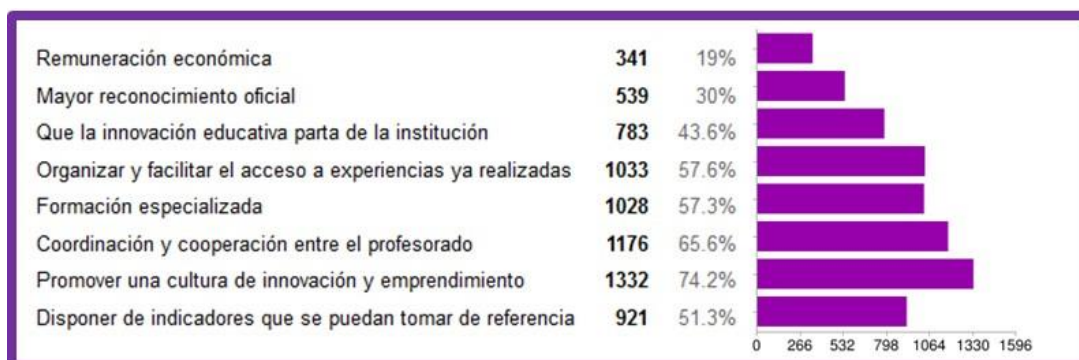 Remuneración económica 341 19%
Mayor reconocimiento oficial 539 30%
Que la innovación educativa parta de la institución 783 43.6%
Organizar y facilitar el acceso a experiencias ya realizadas 1033 57.6%
Formación especializada 1028 57.3%
Coordinación y cooperación entre el profesorado 1176 65.6%
Promover una cultura de innovación y emprendimiento 1332 74.2%
Disponer de indicadores que se puedan tomar de referencia 921 51.3%
0 266 532 798 1064 1330 1596